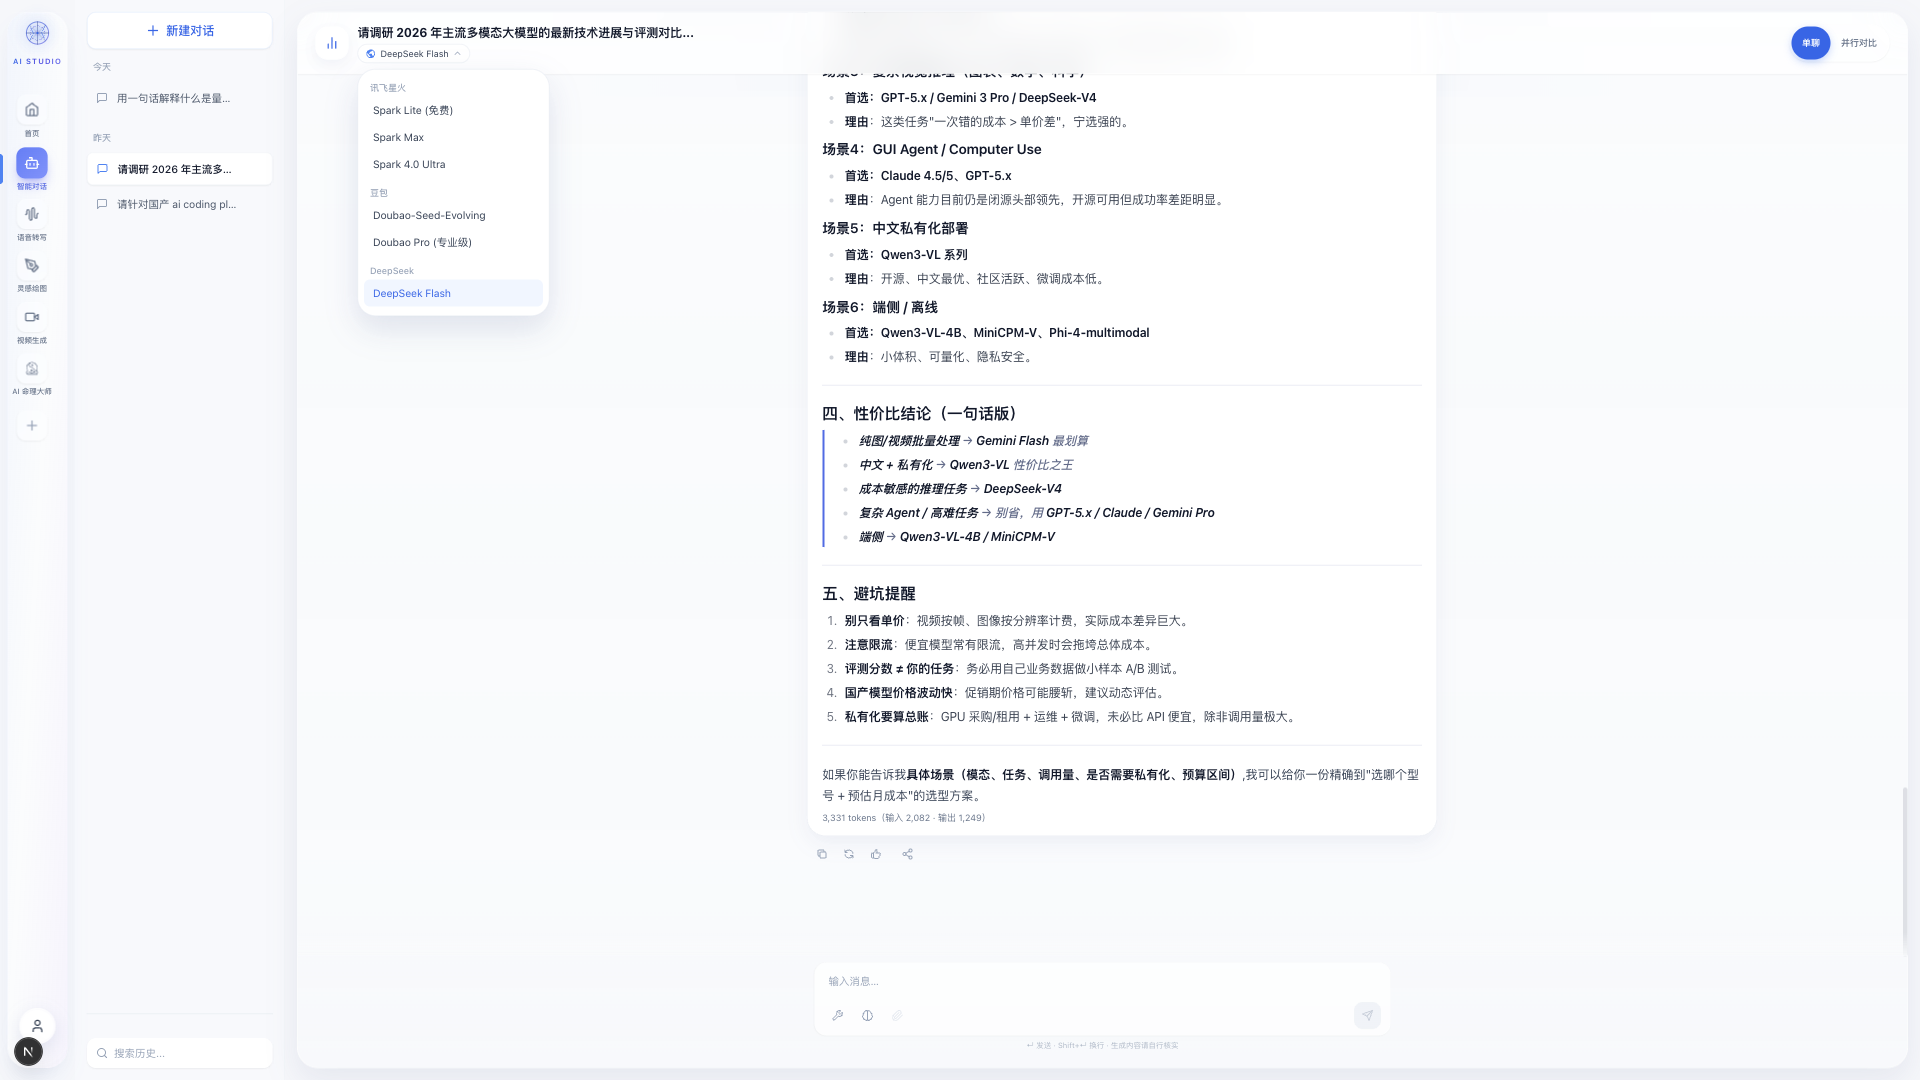 AI STUDIO
首页
智能对话
语音转写
灵感绘图
视频生成
AI 命理大师
N
新建对话
今天
用一句话解释什么是量...
昨天
请调研 2026 年主流多...
请针对国产 ai coding pl...
搜索历史...
请调研 2026 年主流多模态大模型的最新技术进展与评测对比...
DeepSeek Flash
单聊
并行对比
讯飞星火
Spark Lite (免费)
Spark Max
Spark 4.0 Ultra
豆包
Doubao-Seed-Evolving
Doubao Pro (专业级)
DeepSeek
DeepSeek Flash
首选：GPT-5.x / Gemini 3 Pro / DeepSeek-V4
理由：这类任务"一次错的成本 > 单价差"，宁选强的。
场景4：GUI Agent / Computer Use
首选：Claude 4.5/5、GPT-5.x
理由：Agent 能力目前仍是闭源头部领先，开源可用但成功率差距明显。
场景5：中文私有化部署
首选：Qwen3-VL 系列
理由：开源、中文最优、社区活跃、微调成本低。
场景6：端侧 / 离线
首选：Qwen3-VL-4B、MiniCPM-V、Phi-4-multimodal
理由：小体积、可量化、隐私安全。
四、性价比结论（一句话版）
纯图/视频批量处理 → Gemini Flash 最划算
中文 + 私有化 → Qwen3-VL 性价比之王
成本敏感的推理任务 → DeepSeek-V4
复杂 Agent / 高难任务 → 别省，用 GPT-5.x / Claude / Gemini Pro
端侧 → Qwen3-VL-4B / MiniCPM-V
五、避坑提醒
1. 别只看单价：视频按帧、图像按分辨率计费，实际成本差异巨大。
2. 注意限流：便宜模型常有限流，高并发时会拖垮总体成本。
3. 评测分数 ≠ 你的任务：务必用自己业务数据做小样本 A/B 测试。
4. 国产模型价格波动快：促销期价格可能腰斩，建议动态评估。
5. 私有化要算总账：GPU 采购/租用 + 运维 + 微调，未必比 API 便宜，除非调用量极大。
如果你能告诉我具体场景（模态、任务、调用量、是否需要私有化、预算区间）,我可以给你一份精确到"选哪个型
号 + 预估月成本"的选型方案。
3,331 tokens（输入 2,082 · 输出 1,249）
输入消息...
↵ 发送 · Shift+↵ 换行 · 生成内容请自行核实